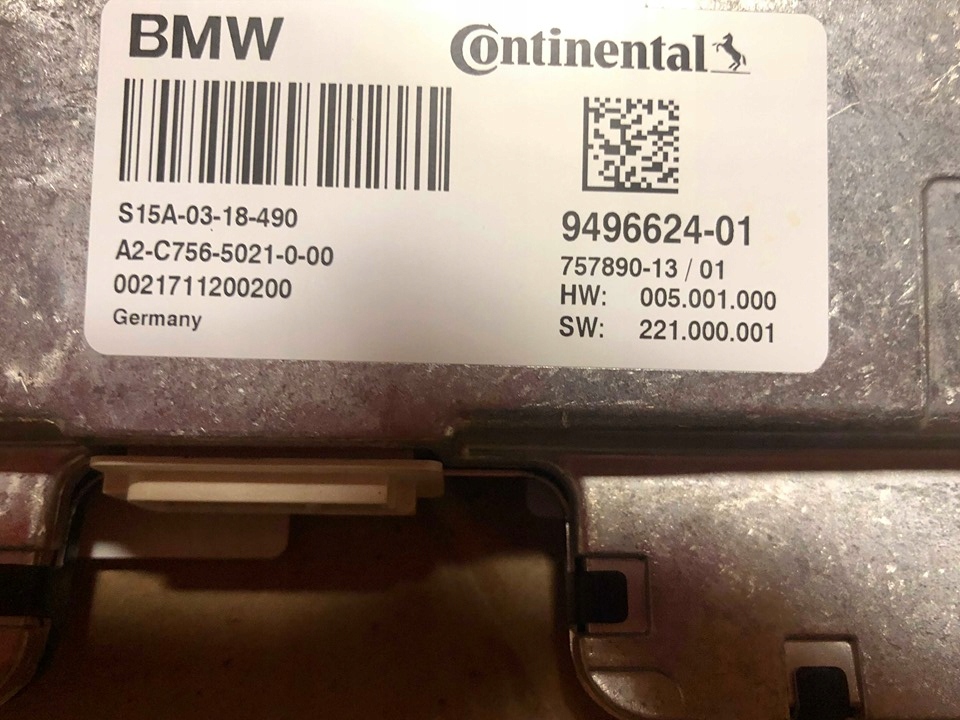 BMW
Continental
S15A-03-18-490
A2-C756-5021-0-00
0021711200200
Germany
9496624-01
757890-13 / 01
HW: 005.001.000
SW: 221.000.001